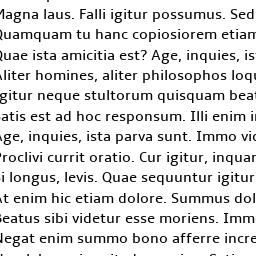 Magna laus. Falli igitur possumus. Sed
Quamquam tu hanc copiosiorem etiam
Quae ista amicitia est? Age, inquies, is
Aliter homines, aliter philosophos loqu
Igitur neque stultorum quisquam beat
Satis est ad hoc responsum. Illi enim i
Age, inquies, ista parva sunt. Immo vid
Proclivi currit oratio. Cur igitur, inquam
Si longus, levis. Quae sequuntur igitur
At enim hic etiam dolore. Summus dol
Beatus sibi videtur esse moriens. Imm
Negat enim summo bono afferre incre